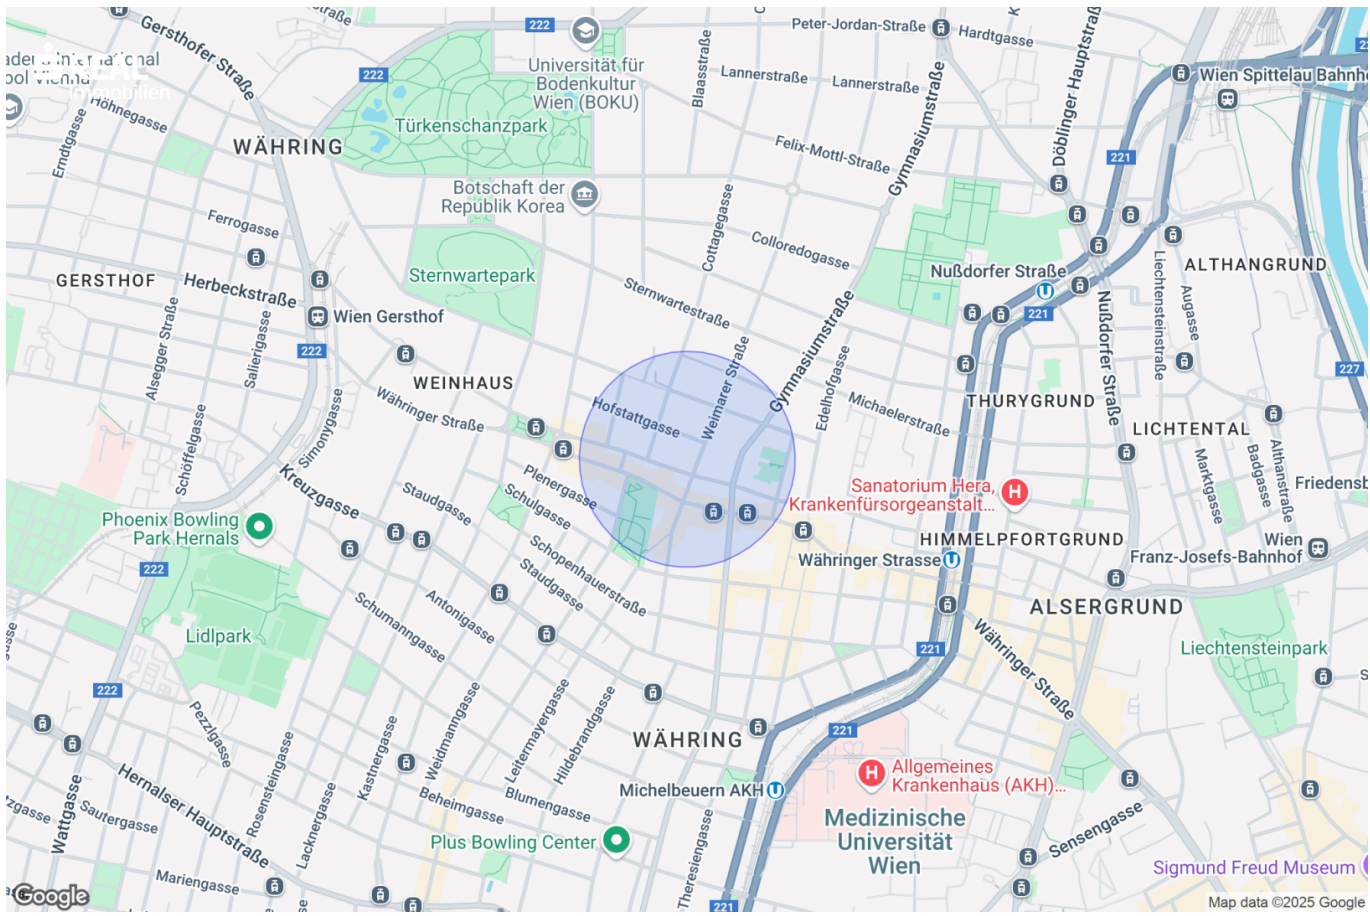 222
Peter-Jordan-Straße
Hardtgasse
Gersthofer Straße
Universität für
Bodenkultur
Wien (BOKU)
Blaasstraße
Lannerstraße
Lannerstraße
Döblinger Hauptstraße
Wien Spittelau Bahnho
REAL
Immobilien
222
Höhnegasse
Erndtgasse
Türkenschanzpark
WÄHRING
Felix-Mottl-Straße
Gymnasiumstraße
221
Botschaft der
Republik Korea
Ferrogasse
Cottagegasse
Colloredogasse
GERSTHOF
Herbeckstraße
Sternwartepark
Sternwartestraße
Nußdorfer Straße
221
Liechtensteinstraße
Augasse
ALTHANGRUND
Wien Gersthof
222
Alsegger Straße
Salierigasse
Nußdorfer Straße
227
WEINHAUS
Währinger Straße
Hofstattgasse
Weimarer Straße
Gymnasiumstraße
Edelhofgasse
Michaelerstraße
THURYGRUND
LICHTENTAL
Simonygasse
Schöffelgasse
Kreuzgasse
Plenergasse
Schulgasse
Staudgasse
Sanatorium Hera,
Krankenfürsorgeanstalt...
Marktgasse
Badgasse
Althanstraße
Friedensb
Phoenix Bowling
Park Hernals
222
Schopenhauerstraße
Staudgasse
Währinger Strasse
HIMMELPFORTGRUND
Wien
Franz-Josefs-Bahnhof
Lidlpark
Schumanngasse
Antonigasse
ALSERGRUND
Währinger Straße
Liechtensteinpark
221
222
Pezzlgasse
Weidmanngasse
Leitermayergasse
Hildebrandgasse
WÄHRING
221
Kastnergasse
Rosensteingasse
Lacknergasse
Wattgasse
Hernalser Hauptstraße
Sautergasse
Beheimgasse
Blumengasse
Michelbeuern AKH
Allgemeines
Krankenhaus (AKH)...
Medizinische
Universität
Wien
Sensengasse
Plus Bowling Center
Theresiengasse
Mariengasse
Sigmund Freud Museum
221
Google
Map data ©2025 Google